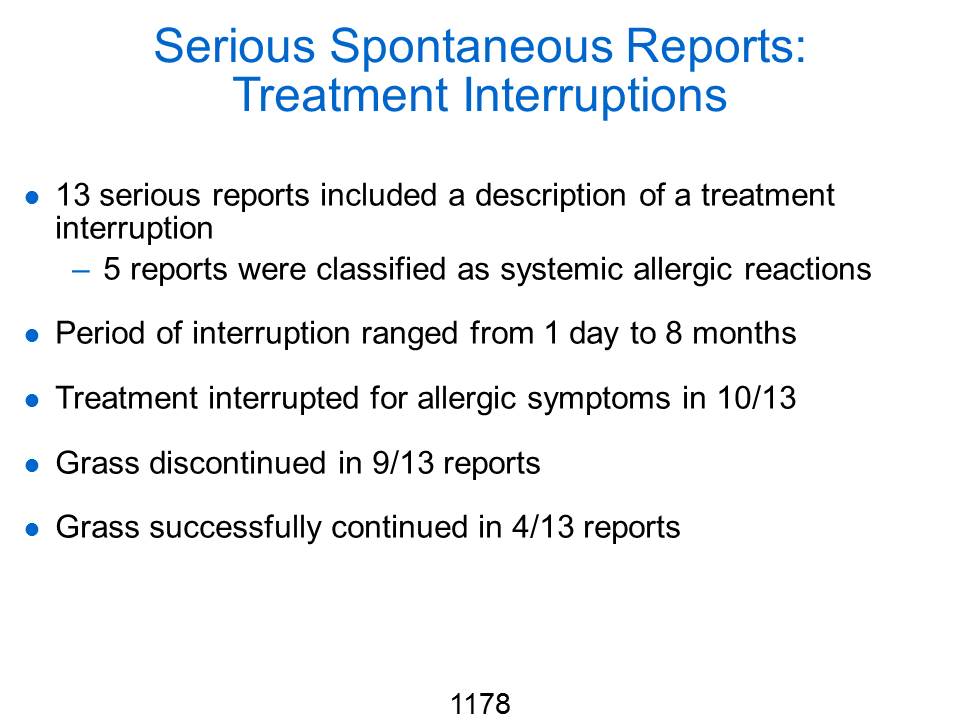 Serious Spontaneous Reports:
Treatment Interruptions
● 13 serious reports included a description of a treatment
interruption
– 5 reports were classified as systemic allergic reactions
● Period of interruption ranged from 1 day to 8 months
● Treatment interrupted for allergic symptoms in 10/13
● Grass discontinued in 9/13 reports
● Grass successfully continued in 4/13 reports
1178